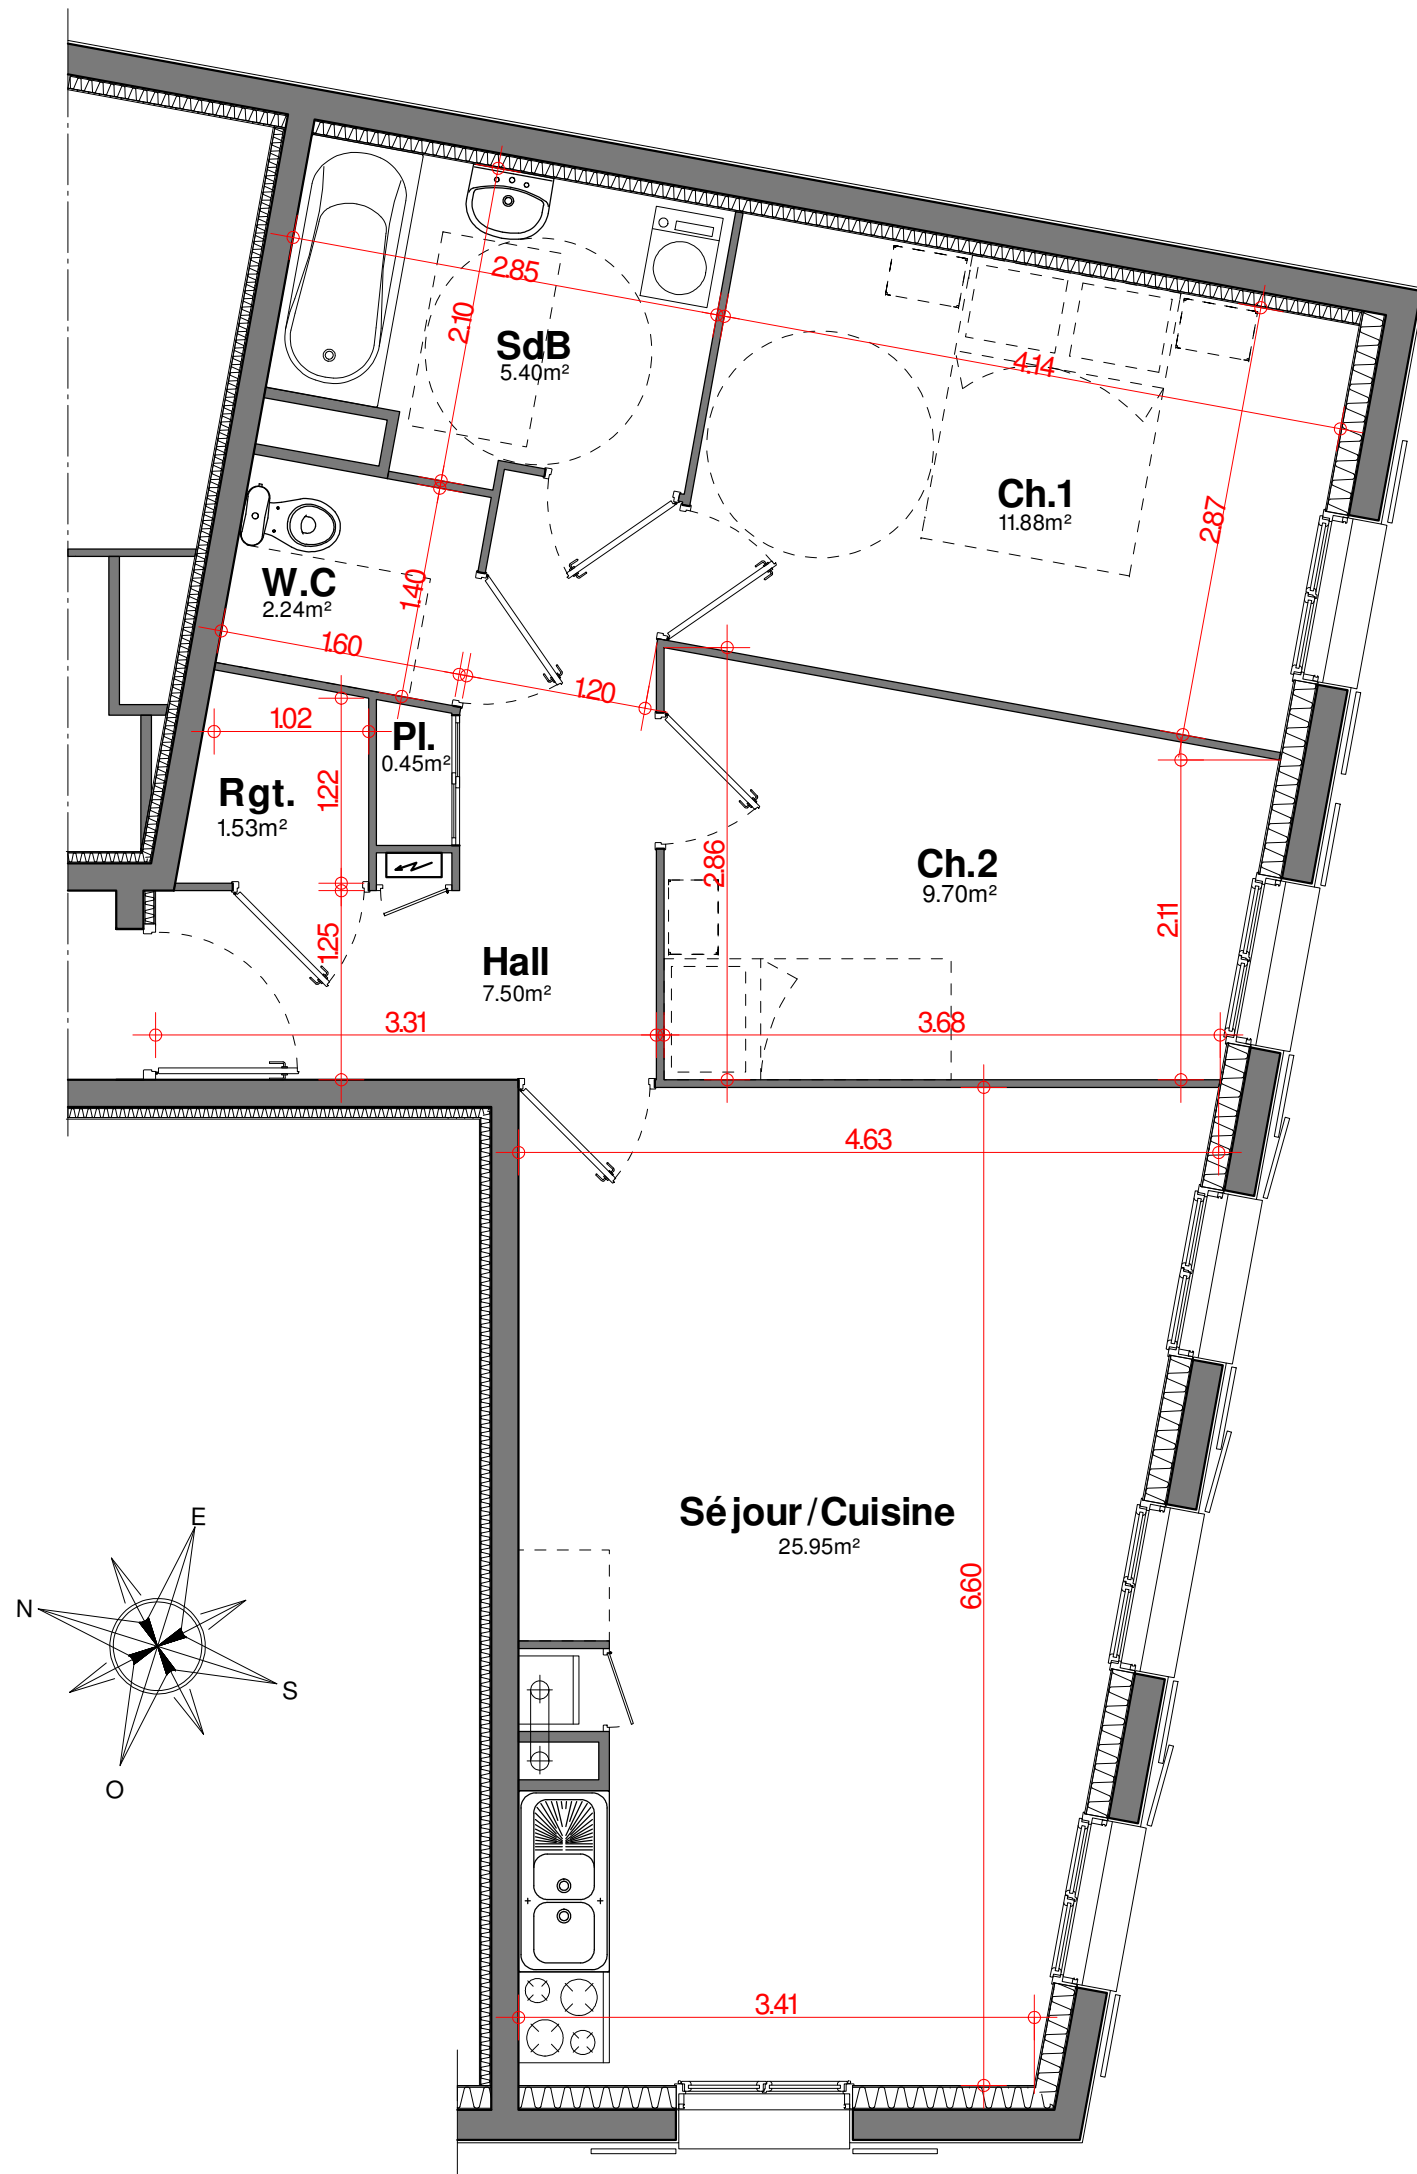 2.85
2.10
SdB
5.40m²
4.14
Ch.1
11.88m²
2.87
W.C
2.24m²
1.40
1.60
1.20
1.02
Pl.
0.45m²
1.22
Rgt.
1.53m²
2.86
Ch.2
9.70m²
2.11
1.25
Hall
7.50m²
3.31
3.68
4.63
Séjour/Cuisine
25.95m²
6.60
E
N
S
O
3.41